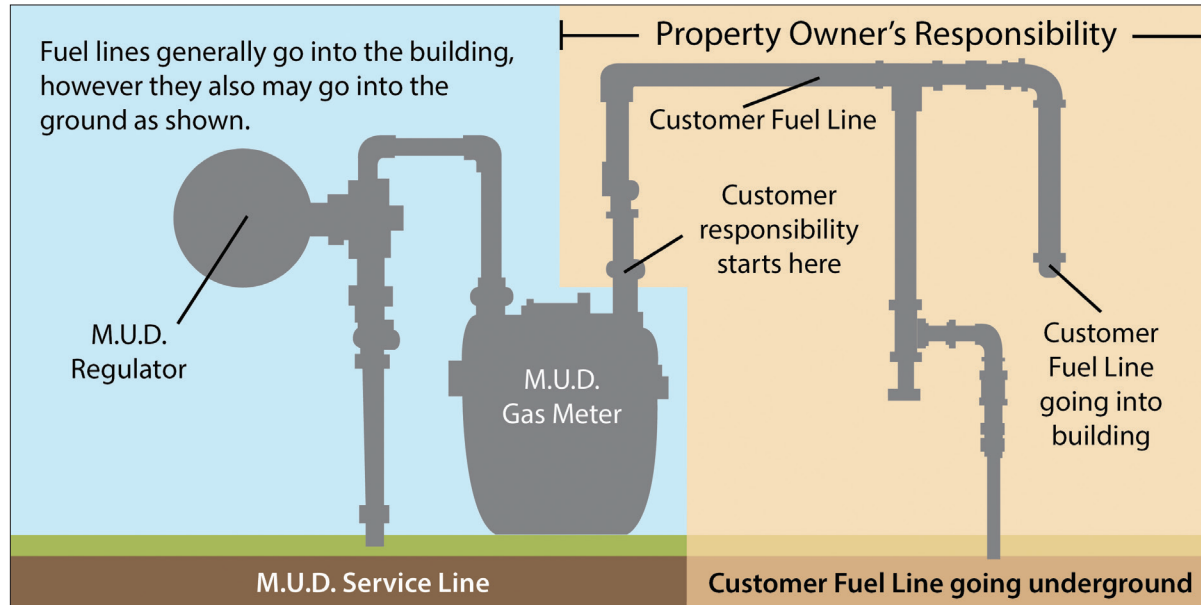 Fuel lines generally go into the building,
however they also may go into the
ground as shown.
Property Owner's Responsibility
Customer Fuel Line
Customer
responsibility
starts here
M.U.D.
Regulator
M.U.D.
Gas Meter
Customer
Fuel Line
going into
building
M.U.D. Service Line
Customer Fuel Line going underground